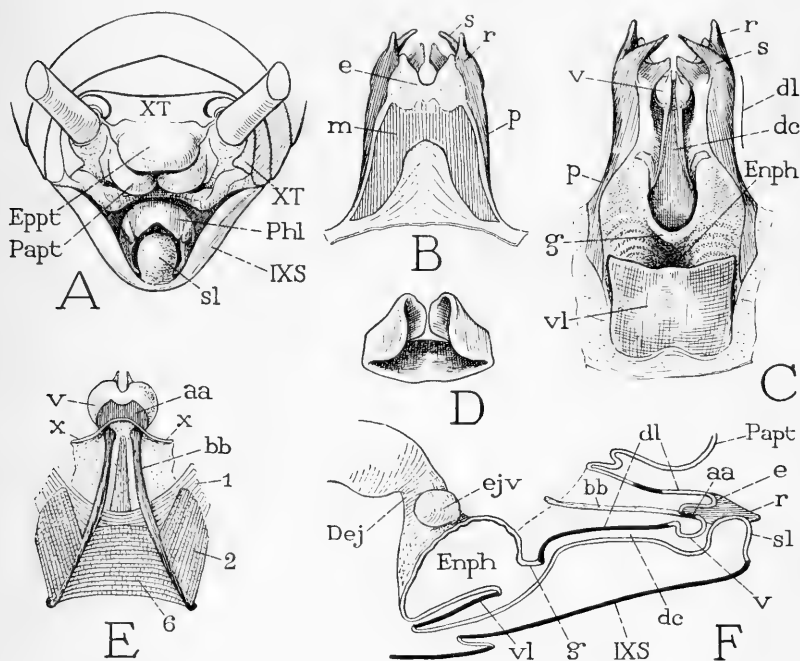 XT
XT
Eppt
Papt
Phl
IXS
sl
A
s
r
e
m
p
B
r
s
v
dl
dc
p
Enph
g
vl
C
D
v
aa
x
x
bb
1
2
6
E
Papt
dl
aa
e
bb
r
ejv
Dej
sl
Enph
v
dc
vl
g
IXS
F